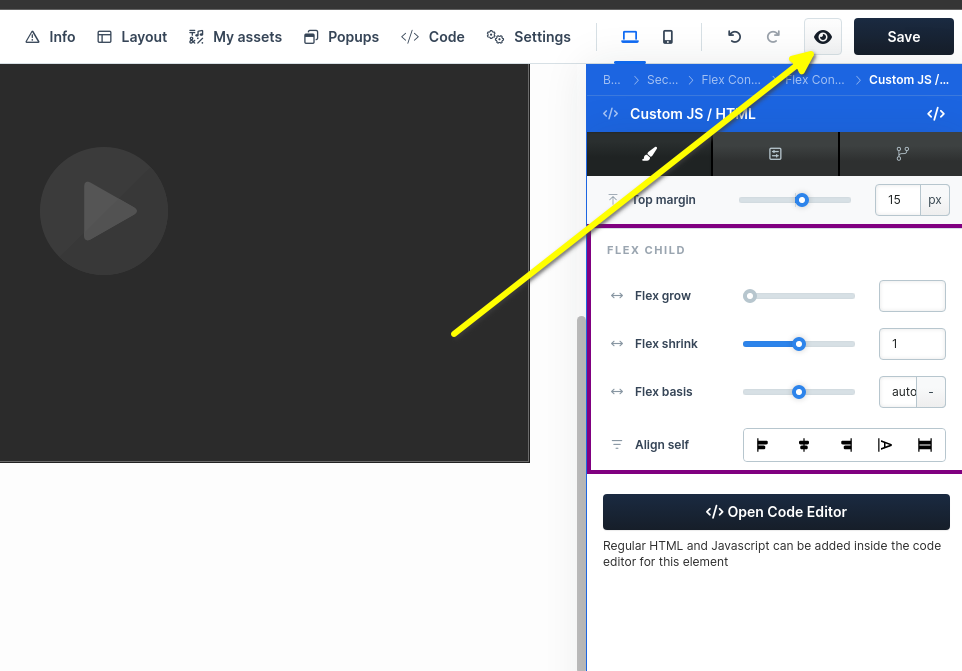 Info Layout My assets Popups Code Settings Save
B... Sec... Flex Con... Flex Con... Custom JS /...
Custom JS / HTML
Top margin 15 px
FLEX CHILD
Flex grow
Flex shrink 1
Flex basis auto -
Align self
</> Open Code Editor
Regular HTML and Javascript can be added inside the code
editor for this element